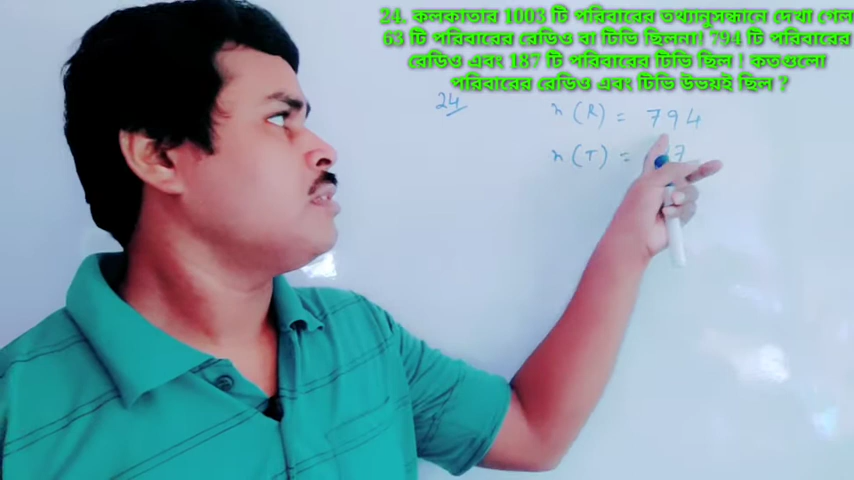 24. কলকাতার 1003 টি পরিবারের তথ্যানুসন্ধানে দেখা গেল
63 টি পরিবারের রেডিও বা টিভি ছিলনা! 794 টি পরিবারের
রেডিও এবং 187 টি পরিবারের টিভি ছিল ! কতগুলো
পরিবারের রেডিও এবং টিভি উভয়ই ছিল ?
24
n (R) = 794
n (T) = 7